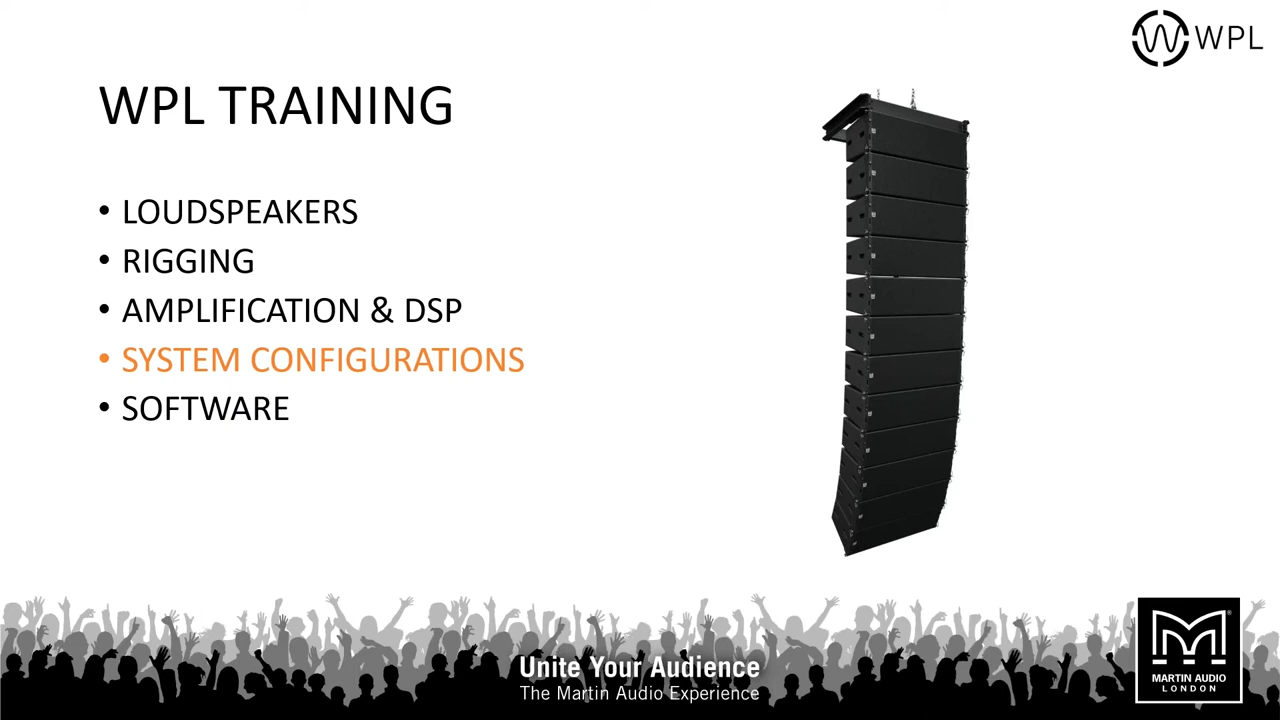 WPL
WPL TRAINING
• LOUDSPEAKERS
• RIGGING
• AMPLIFICATION & DSP
• SYSTEM CONFIGURATIONS
• SOFTWARE
Unite Your Audience
The Martin Audio Experience
®
MARTIN AUDIO
LONDON